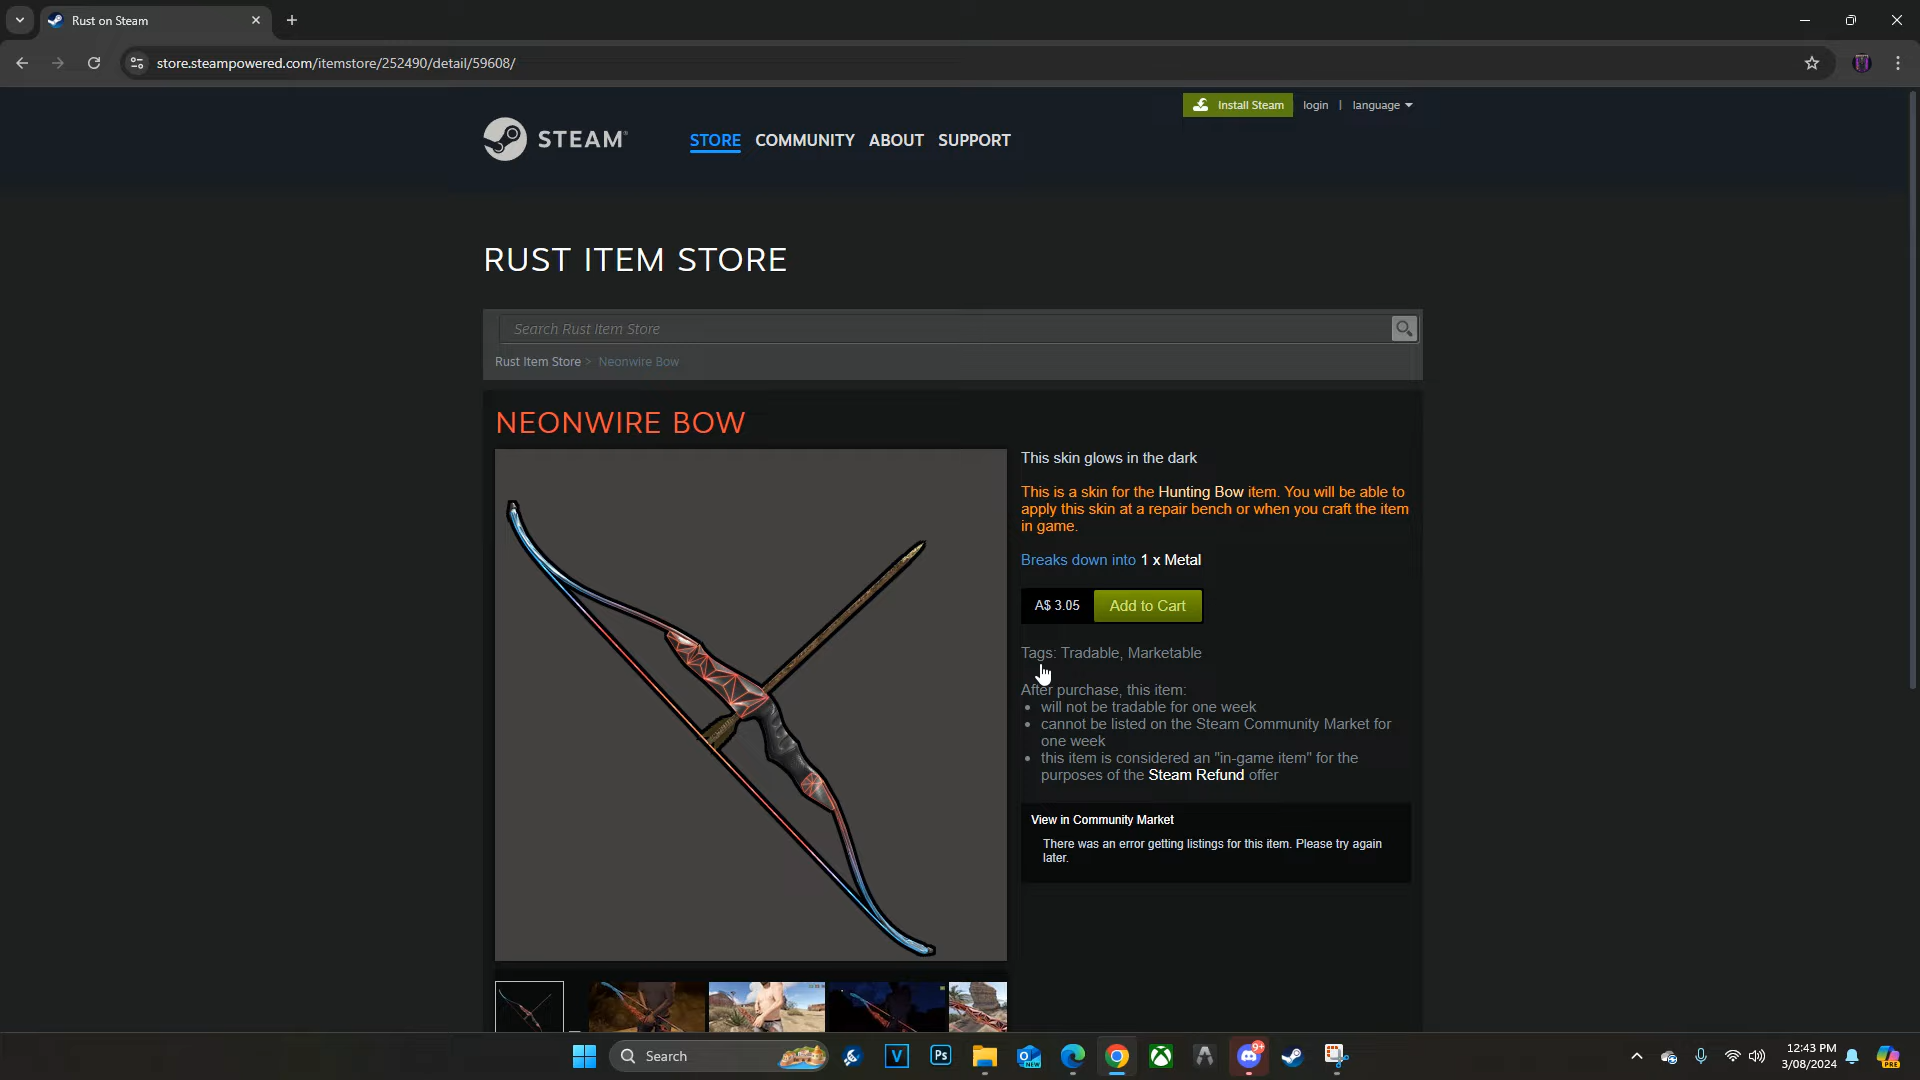 Rust on Steam
store.steampowered.com/itemstore/252490/detail/59608/
Install Steam login | language
STEAM
STORE COMMUNITY ABOUT SUPPORT
RUST ITEM STORE
Search Rust Item Store
Rust Item Store > Neonwire Bow
NEONWIRE BOW
This skin glows in the dark
This is a skin for the Hunting Bow item. You will be able to
apply this skin at a repair bench or when you craft the item
in game.
Breaks down into 1 x Metal
A$ 3.05 Add to Cart
Tags: Tradable, Marketable
After purchase, this item:
• will not be tradable for one week
• cannot be listed on the Steam Community Market for
one week
• this item is considered an "in-game item" for the
purposes of the Steam Refund offer
View in Community Market
There was an error getting listings for this item. Please try again
later.
Search
V
Ps
NEW
9+
12:43 PM
3/08/2024
PRE